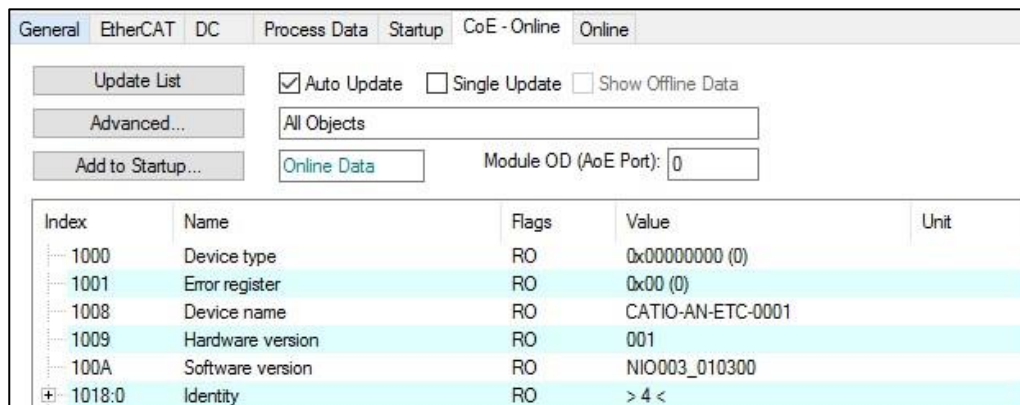 General EtherCAT DC Process Data Startup CoE - Online Online
Update List Auto Update Single Update Show Offline Data
Advanced... All Objects
Add to Startup... Online Data Module OD (AoE Port): 0
Index Name Flags Value Unit
1000 Device type RO 0x00000000 (0)
1001 Error register RO 0x00 (0)
1008 Device name RO CATIO-AN-ETC-0001
1009 Hardware version RO 001
100A Software version RO NIO003_010300
1018:0 Identity RO > 4 <